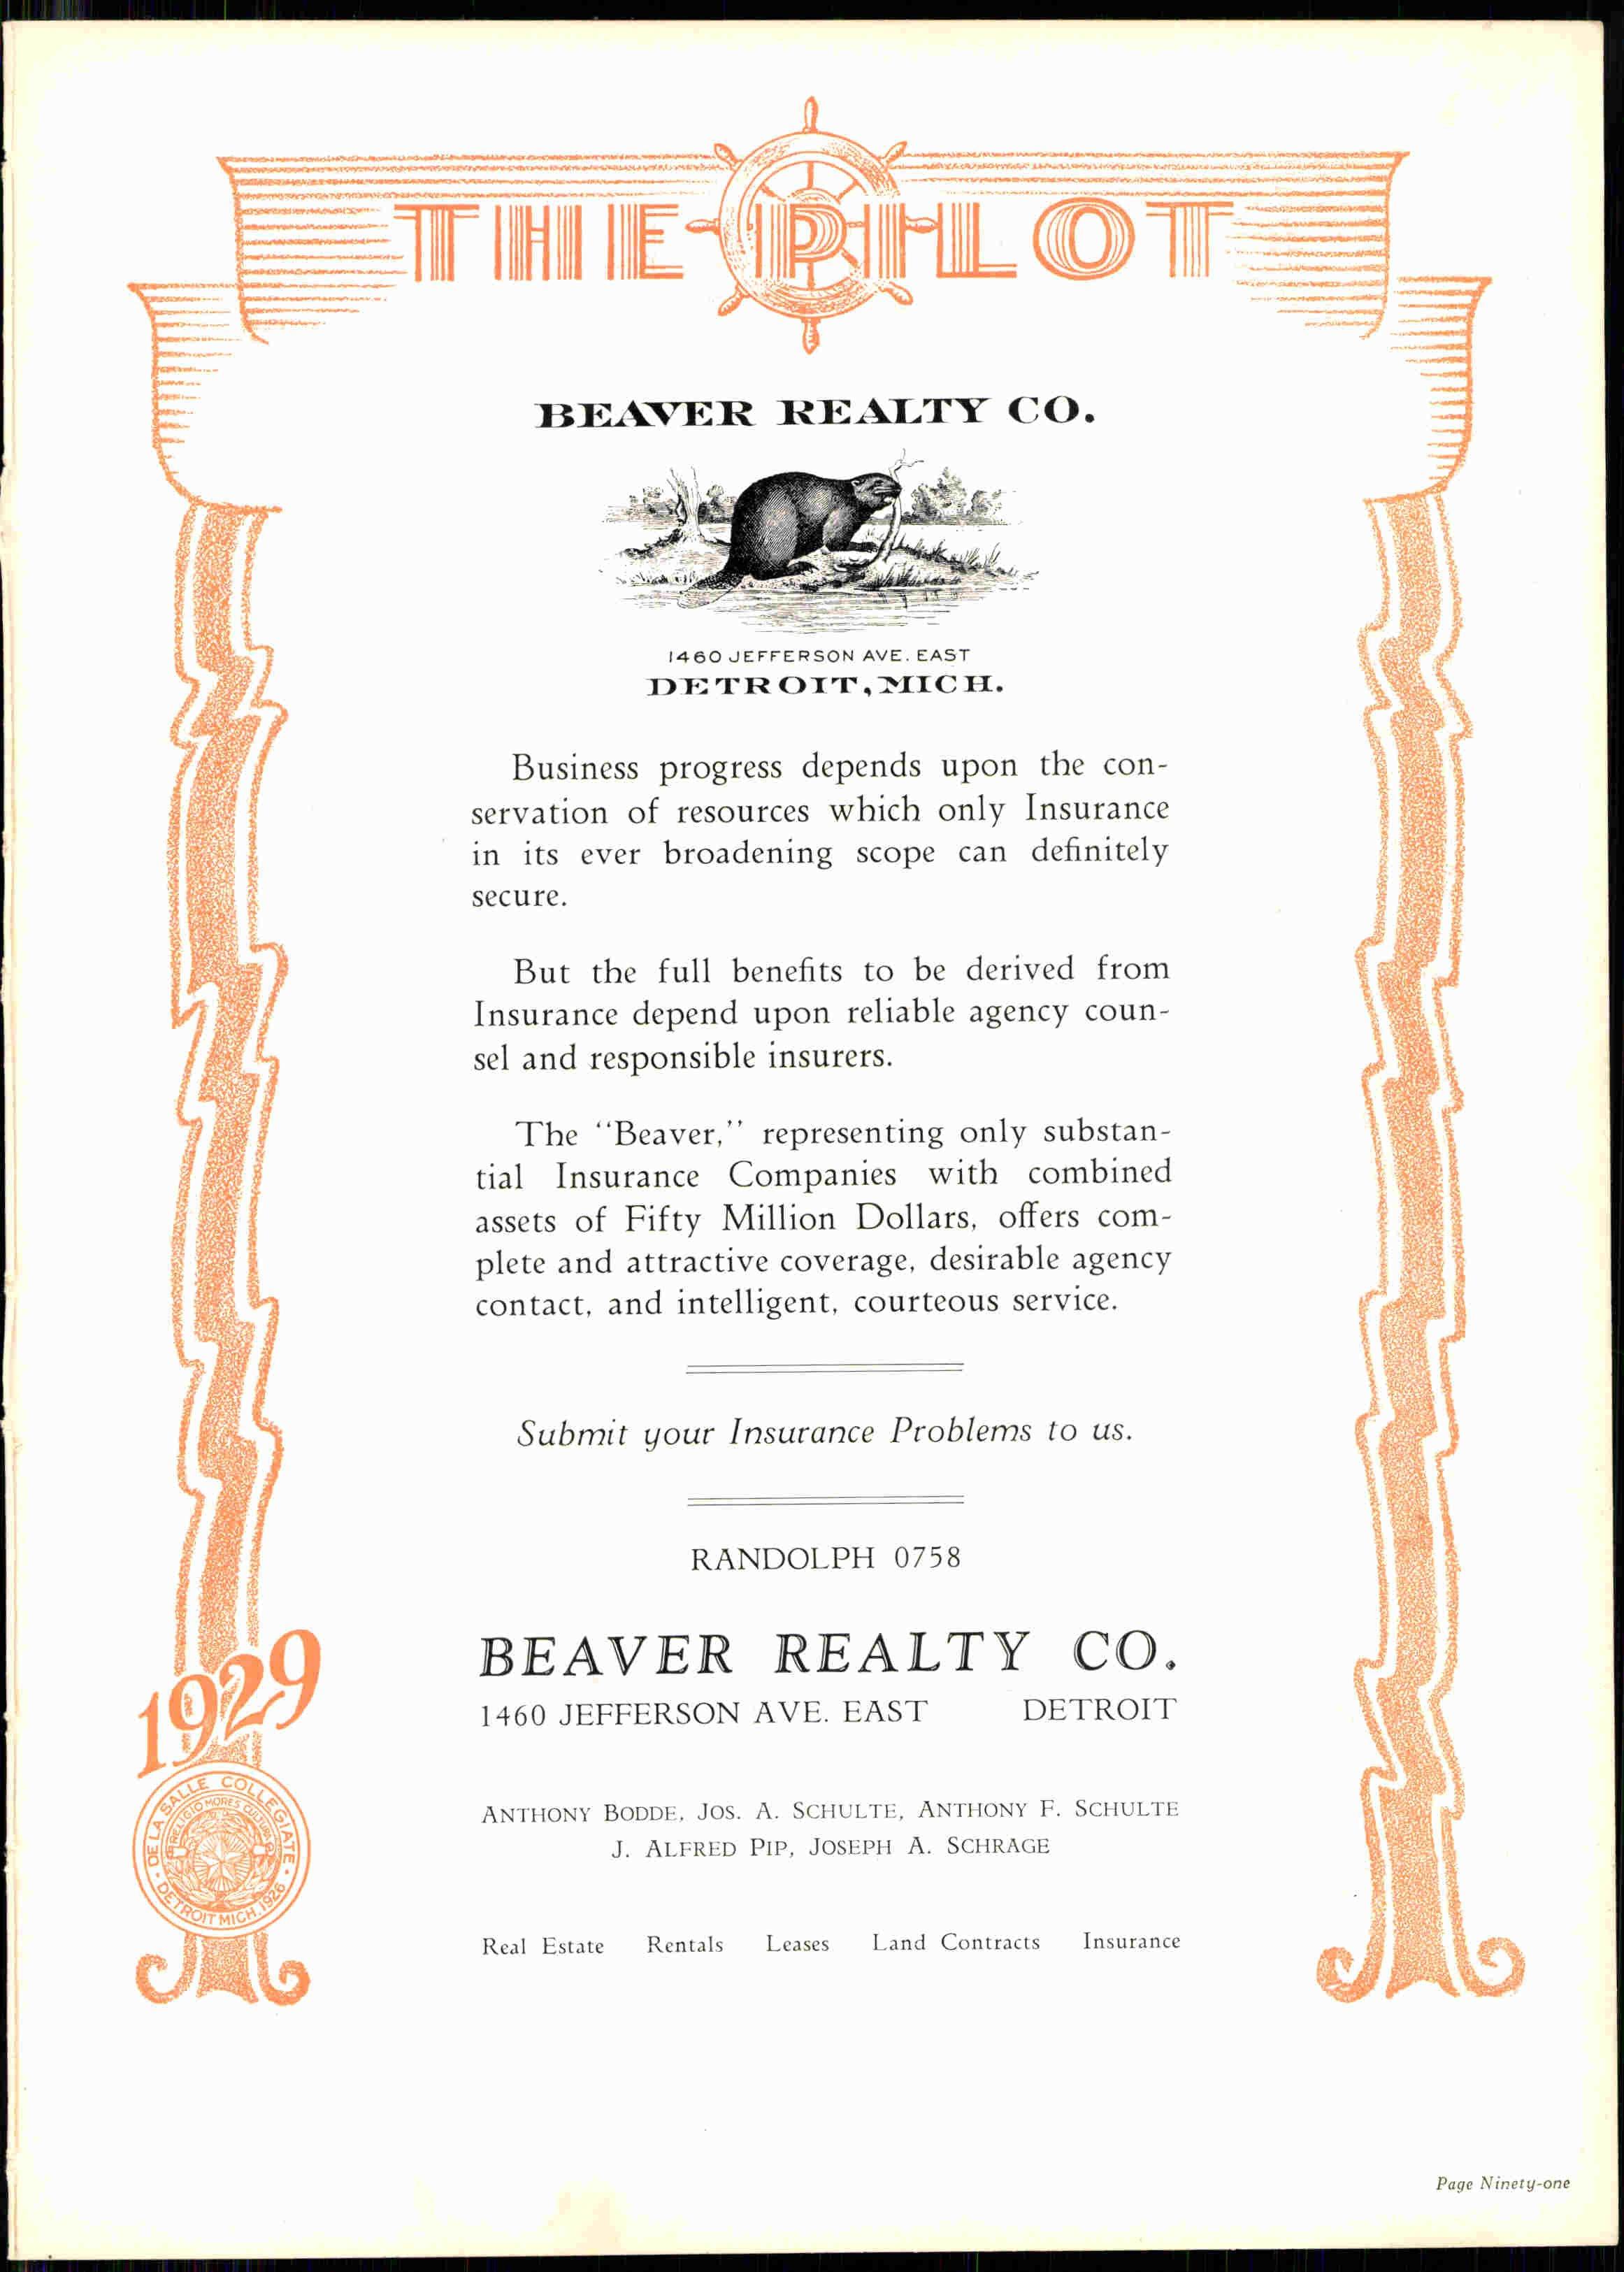 THE PILOT
BEAVER REALTY CO.
1460 JEFFERSON AVE. EAST
DETROIT, MICH.
Business progress depends upon the con-
servation of resources which only Insurance
in its ever broadening scope can definitely
secure.
But the full benefits to be derived from
Insurance depend upon reliable agency coun-
sel and responsible insurers.
The "Beaver," representing only substan-
tial Insurance Companies with combined
assets of Fifty Million Dollars, offers com-
plete and attractive coverage, desirable agency
contact, and intelligent, courteous service.
Submit your Insurance Problems to us.
RANDOLPH 0758
BEAVER REALTY CO.
1460 JEFFERSON AVE. EAST DETROIT
ANTHONY BODDE, JOS. A. SCHULTE, ANTHONY F. SCHULTE
J. ALFRED PIP, JOSEPH A. SCHRAGE
Real Estate Rentals Leases Land Contracts Insurance
1929
DE LA SALLE COLLEGIATE
RELIGIO MORES CULTURA
DETROIT MICH. 1926
Page Ninety-one